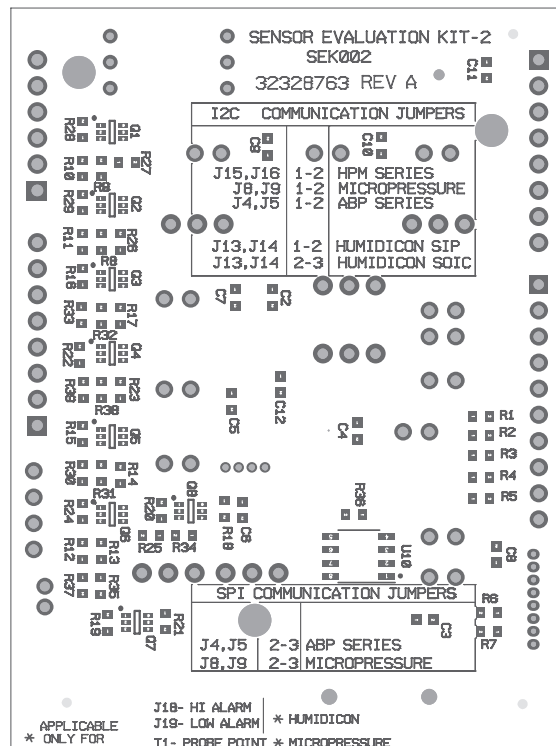 SENSOR EVALUATION KIT-2
SEK002
32328763 REV A
C11
I2C COMMUNICATION JUMPERS
C9 C10
J15,J16 1-2 HPM SERIES
J8,J9 1-2 MICROPRESSURE
J4,J5 1-2 ABP SERIES
J13,J14 1-2 HUMIDICON SIP
J13,J14 2-3 HUMIDICON SOIC
R28 Q1
R10 R27
R9
R29 Q2
R11 R26
R8
R16 Q3
R33 R17
R32
R22 Q4
R39 R23
R38
R15 Q5
R30 R14
R31
R24 Q6
R12 R13
R37 R36
R19 Q7 R21
C7 C2
C5 C12
C4
R1
R2
R3
R4
R5
R20 Q8 R18 C6
R25 R34
U10
SPI COMMUNICATION JUMPERS
C3
R6
R7
J4,J5 2-3 ABP SERIES
J8,J9 2-3 MICROPRESSURE
J18- HI ALARM
J19- LOW ALARM * HUMIDICON
APPLICABLE
* ONLY FOR
T1- PROBE POINT * MICROPRESSURE